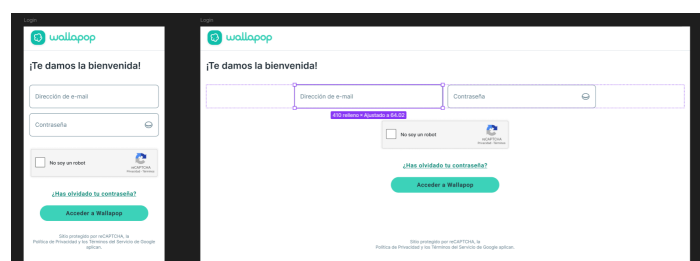 Login
wallapop
¡Te damos la bienvenida!
Dirección de e-mail
Contraseña
No soy un robot
reCAPTCHA
Privacidad - Términos
¿Has olvidado tu contraseña?
Acceder a Wallapop
Sitio protegido por reCAPTCHA, la
Política de Privacidad y los Términos del Servicio de Google
aplican.
Login
wallapop
¡Te damos la bienvenida!
Dirección de e-mail
Contraseña
410 relleno × Ajustado a 64.02
No soy un robot
reCAPTCHA
Privacidad - Términos
¿Has olvidado tu contraseña?
Acceder a Wallapop
Sitio protegido por reCAPTCHA, la
Política de Privacidad y los Términos del Servicio de Google aplican.